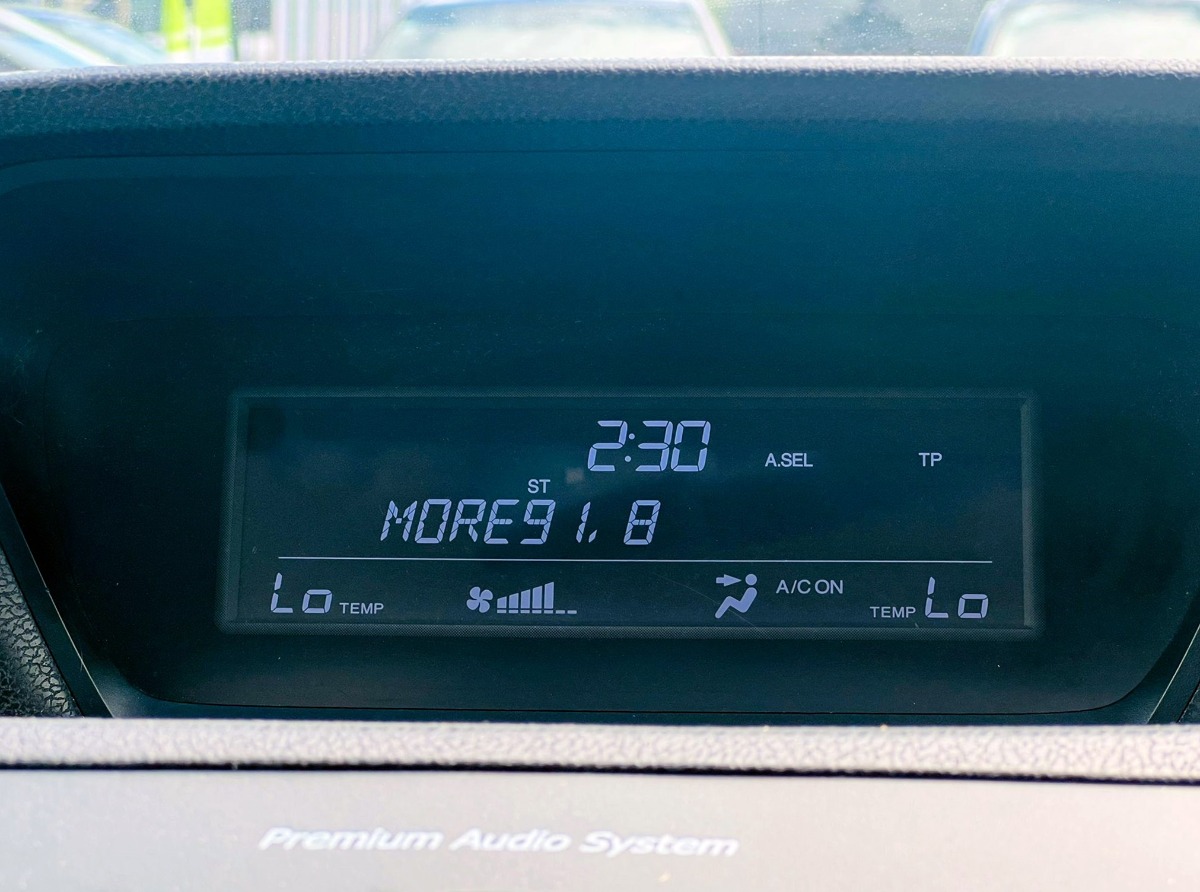 2:30 A.SEL TP
ST
MORE91.8
Lo TEMP A/C ON TEMP Lo
Premium Audio System